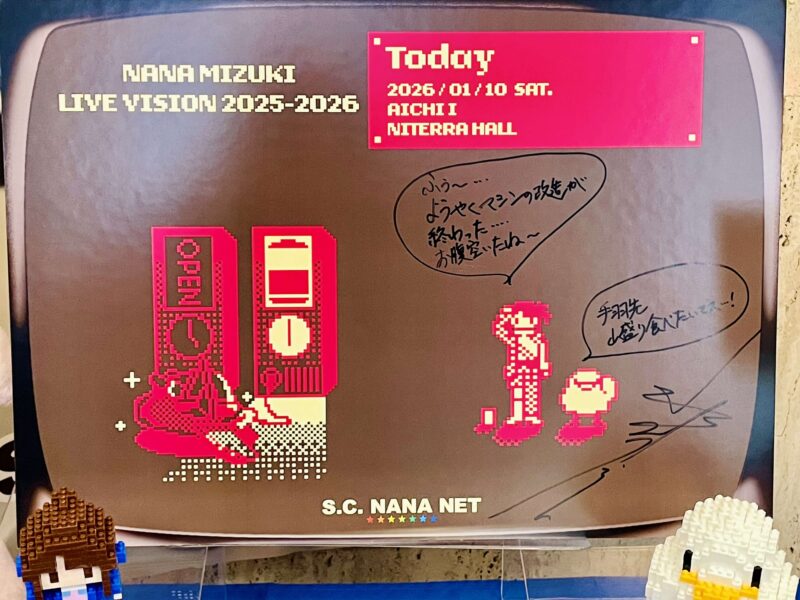 NANA MIZUKI
LIVE VISION 2025-2026
Today
2026/01/10 SAT.
AICHI I
NITERRA HALL
ふぅ〜….
ようやくマシンの改造が
終わった….
お腹空いたね〜
手羽先
山盛り食べたいでス…!
OPEN
S.C. NANA NET